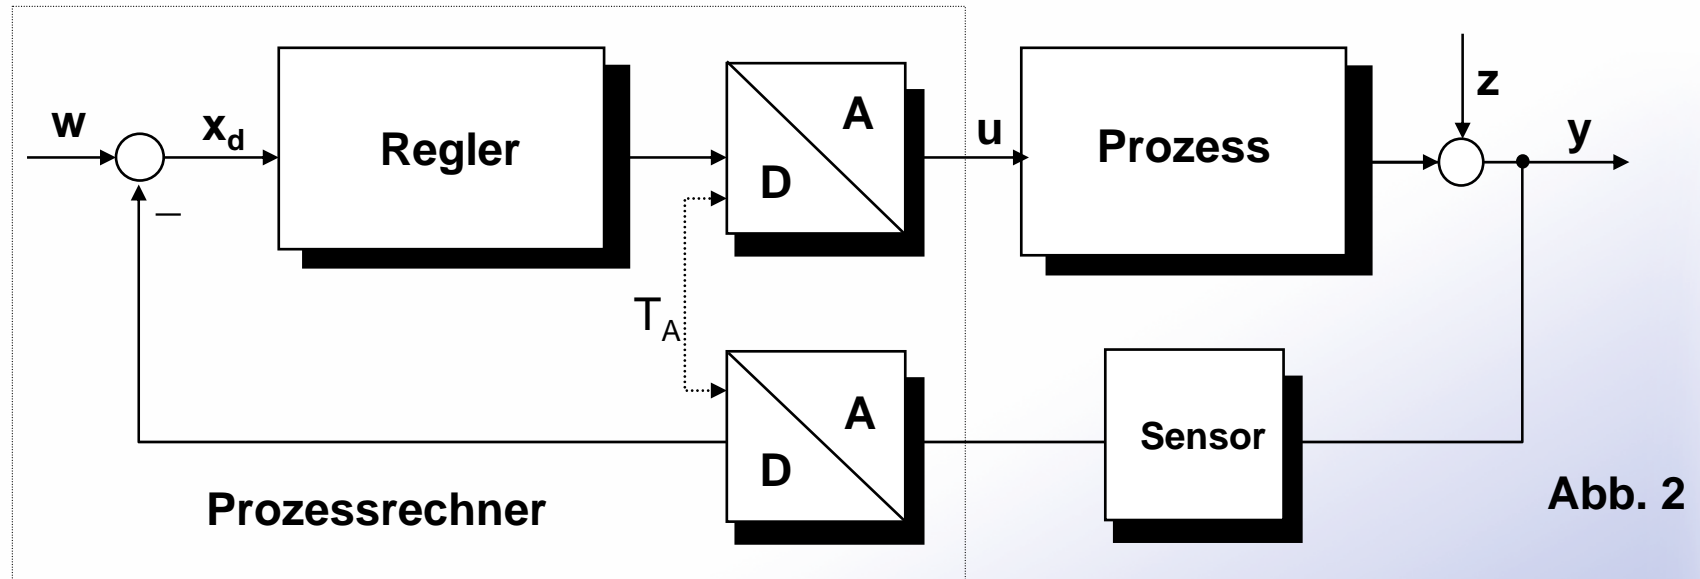 w
x_d
Regler
A
D
u
Prozess
z
y
–
T_A
A
D
Sensor
Prozessrechner
Abb. 2